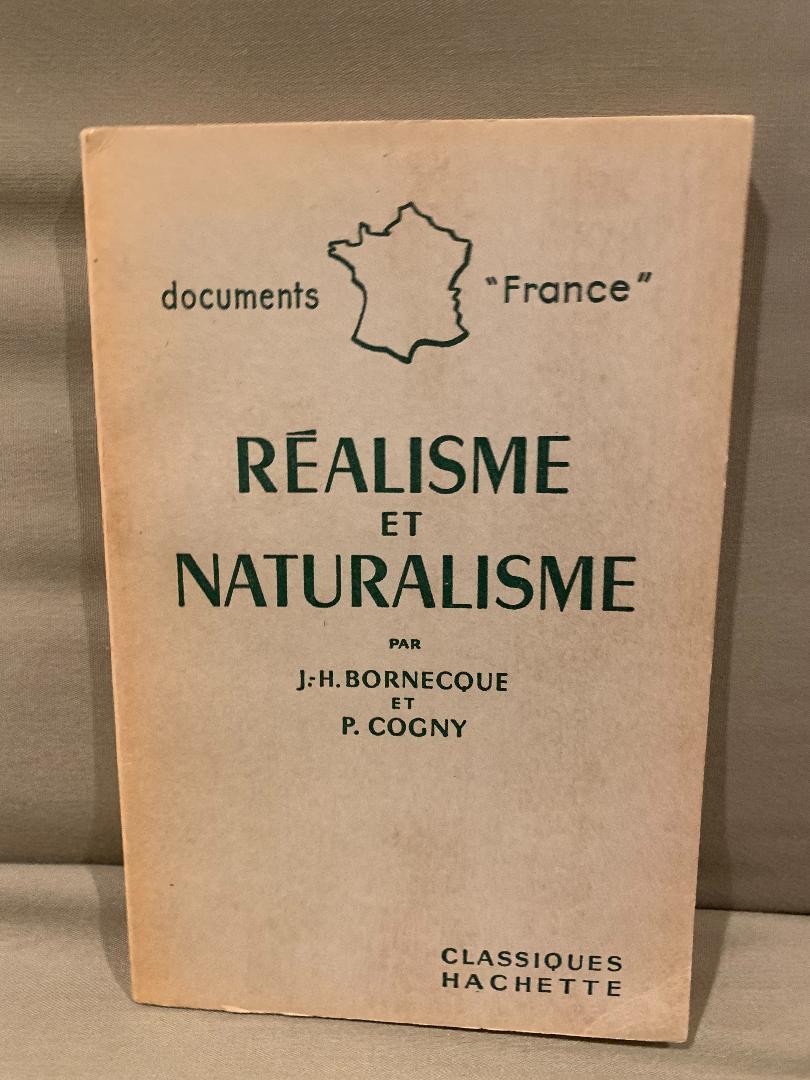 documents "France"
RÉALISME
ET
NATURALISME
PAR
J.-H. BORNECQUE
ET
P. COGNY
CLASSIQUES
HACHETTE